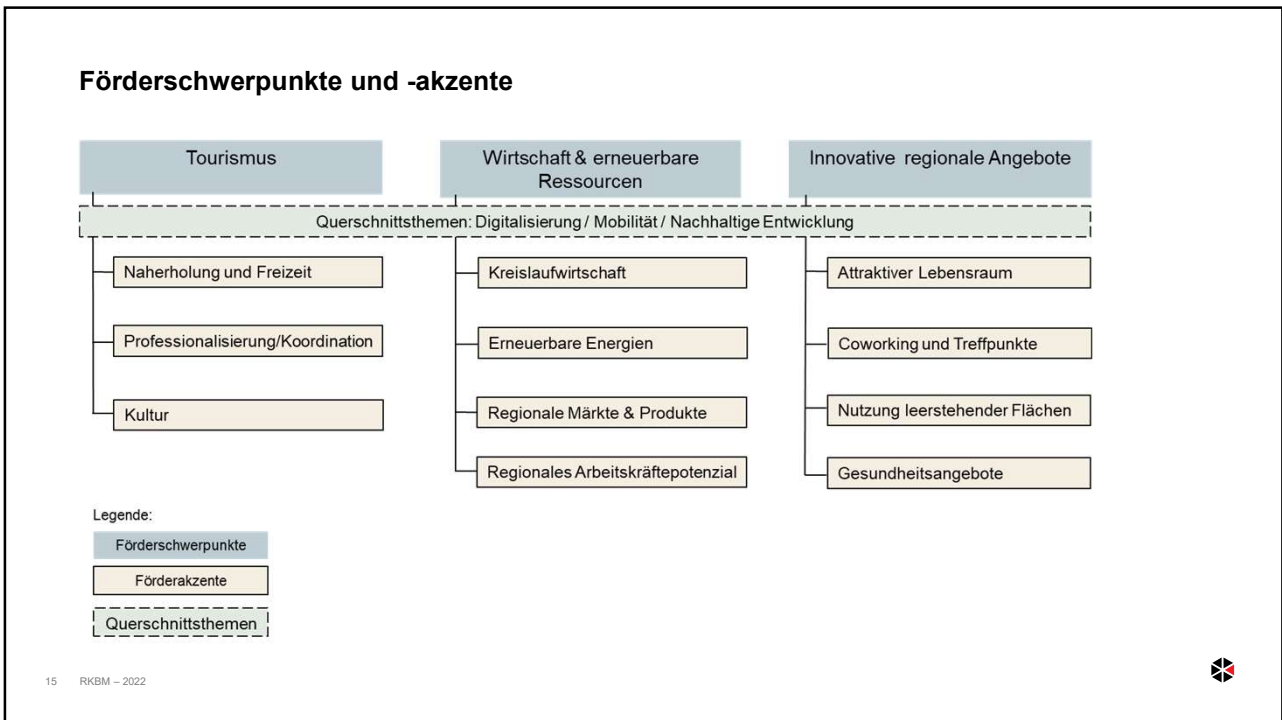 Förderschwerpunkte und -akzente
Tourismus
Wirtschaft & erneuerbare
Ressourcen
Innovative regionale Angebote
Querschnittsthemen: Digitalisierung / Mobilität / Nachhaltige Entwicklung
Naherholung und Freizeit
Professionalisierung/Koordination
Kultur
Kreislaufwirtschaft
Erneuerbare Energien
Regionale Märkte & Produkte
Regionales Arbeitskräftepotenzial
Attraktiver Lebensraum
Coworking und Treffpunkte
Nutzung leerstehender Flächen
Gesundheitsangebote
Legende:
Förderschwerpunkte
Förderakzente
Querschnittsthemen
15 RKBM – 2022